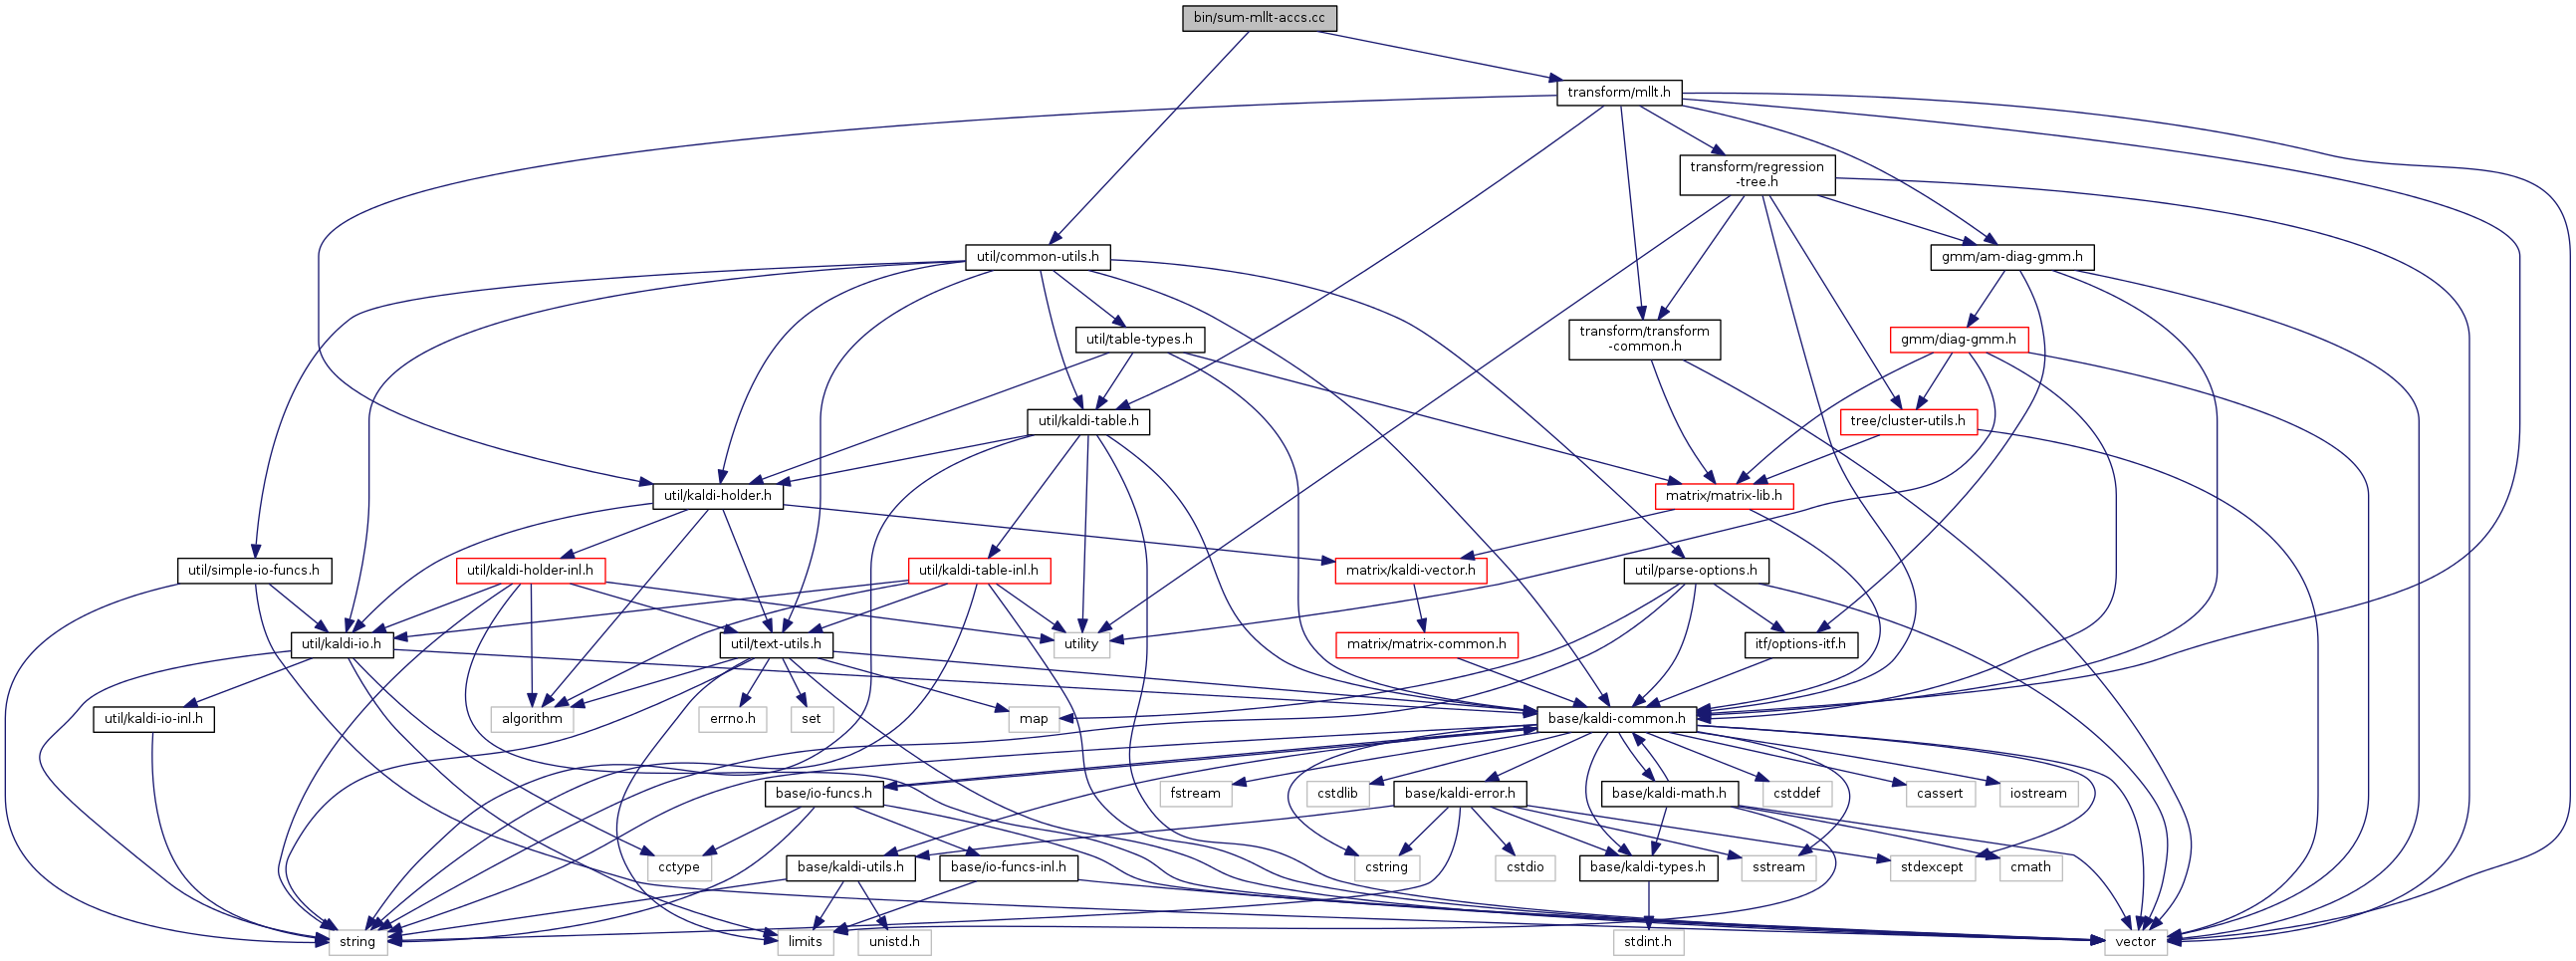 bin/sum-mllt-accs.cc
transform/mllt.h
transform/regression
-tree.h
util/common-utils.h
gmm/am-diag-gmm.h
util/table-types.h
transform/transform
-common.h
gmm/diag-gmm.h
util/kaldi-table.h
tree/cluster-utils.h
util/kaldi-holder.h
matrix/matrix-lib.h
util/simple-io-funcs.h
util/kaldi-holder-inl.h
util/kaldi-table-inl.h
matrix/kaldi-vector.h
util/parse-options.h
util/kaldi-io.h
util/text-utils.h
utility
matrix/matrix-common.h
itf/options-itf.h
util/kaldi-io-inl.h
algorithm
errno.h
set
map
base/kaldi-common.h
base/io-funcs.h
fstream
cstdlib
base/kaldi-error.h
base/kaldi-math.h
cstddef
cassert
iostream
cctype
base/kaldi-utils.h
base/io-funcs-inl.h
cstring
cstdio
base/kaldi-types.h
sstream
stdexcept
cmath
string
limits
unistd.h
stdint.h
vector